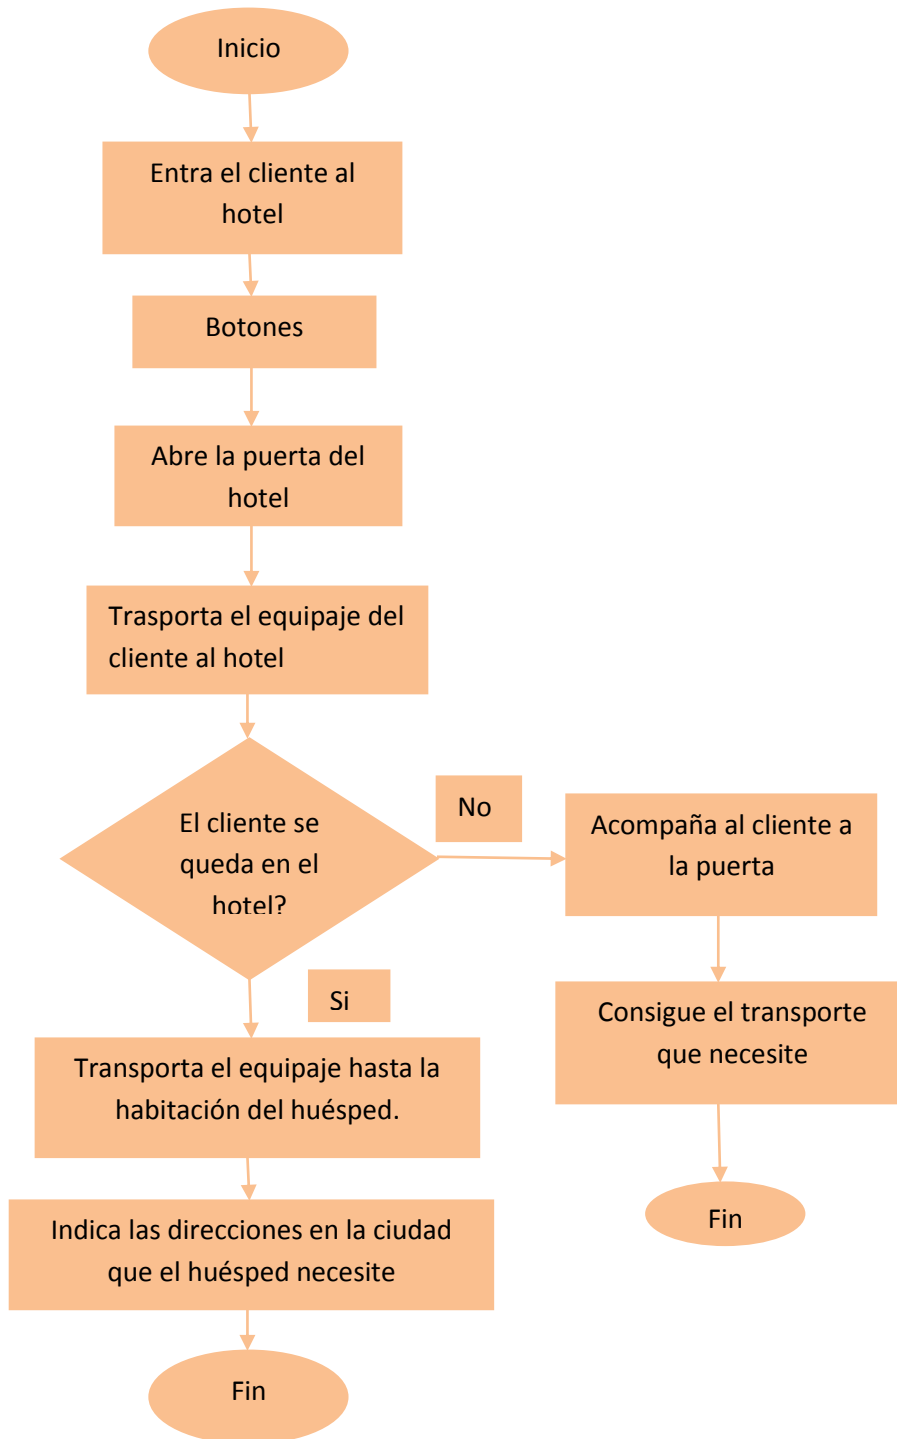 Inicio
Entra el cliente al
hotel
Botones
Abre la puerta del
hotel
Trasporta el equipaje del
cliente al hotel
El cliente se
queda en el
hotel?
No
Acompaña al cliente a
la puerta
Consigue el transporte
que necesite
Fin
Si
Transporta el equipaje hasta la
habitación del huésped.
Indica las direcciones en la ciudad
que el huésped necesite
Fin